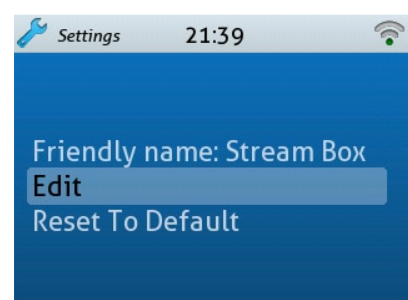 Settings 21:39
Friendly name: Stream Box
Edit
Reset To Default